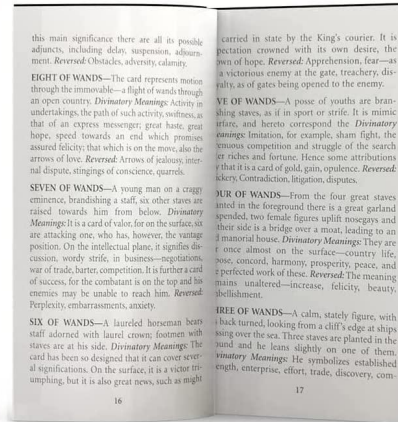 this main significance there are all its possible
adjuncts, including delay, suspension, adjourn-
ment. Reversed: Obstacles, adversity, calamity.
EIGHT OF WANDS—The card represents motion
through the immovable—a flight of wands through
an open country. Divinatory Meanings: Activity in
undertakings, the path of such activity, swiftness, as
that of an express messenger; great haste, great
hope, speed towards an end which promises
assured felicity; that which is on the move, also the
arrows of love. Reversed: Arrows of jealousy, inter-
nal dispute, stingings of conscience, quarrels.
SEVEN OF WANDS—A young man on a craggy
eminence, brandishing a staff, six other staves are
raised towards him from below. Divinatory
Meanings: It is a card of valor, for on the surface, six
are attacking one, who has, however, the vantage
position. On the intellectual plane, it signifies dis-
cussion, wordy strife, in business—negotiations,
war of trade, barter, competition. It is further a card
of success, for the combatant is on the top and his
enemies may be unable to reach him. Reversed:
Perplexity, embarrassments, anxiety.
SIX OF WANDS—A laureled horseman bears
staff adorned with laurel crown; footmen with
staves are at his side. Divinatory Meanings: The
card has been so designed that it can cover sever-
al significations. On the surface, it is a victor tri-
umphing, but it is also great news, such as might
16
carried in state by the King's courier. It is
pectation crowned with its own desire, the
own of hope. Reversed: Apprehension, fear—as
a victorious enemy at the gate, treachery, dis-
yalty, as of gates being opened to the enemy.
VE OF WANDS—A posse of youths are bran-
shing staves, as if in sport or strife. It is mimic
rfare, and hereto correspond the Divinatory
eanings: Imitation, for example, sham fight, the
enuous competition and struggle of the search
er riches and fortune. Hence some attributions
y that it is a card of gold, gain, opulence. Reversed:
ickery, Contradiction, litigation, disputes.
OUR OF WANDS—From the four great staves
anted in the foreground there is a great garland
spended, two female figures uplift nosegays and
their side is a bridge over a moat, leading to an
d manorial house. Divinatory Meanings: They are
r once almost on the surface—country life,
pose, concord, harmony, prosperity, peace, and
e perfected work of these. Reversed: The meaning
mains unaltered—increase, felicity, beauty,
bellishment.
HREE OF WANDS—A calm, stately figure, with
s back turned, looking from a cliff's edge at ships
ssing over the sea. Three staves are planted in the
ound and he leans slightly on one of them.
vinatory Meanings: He symbolizes established
ength, enterprise, effort, trade, discovery, com-
17